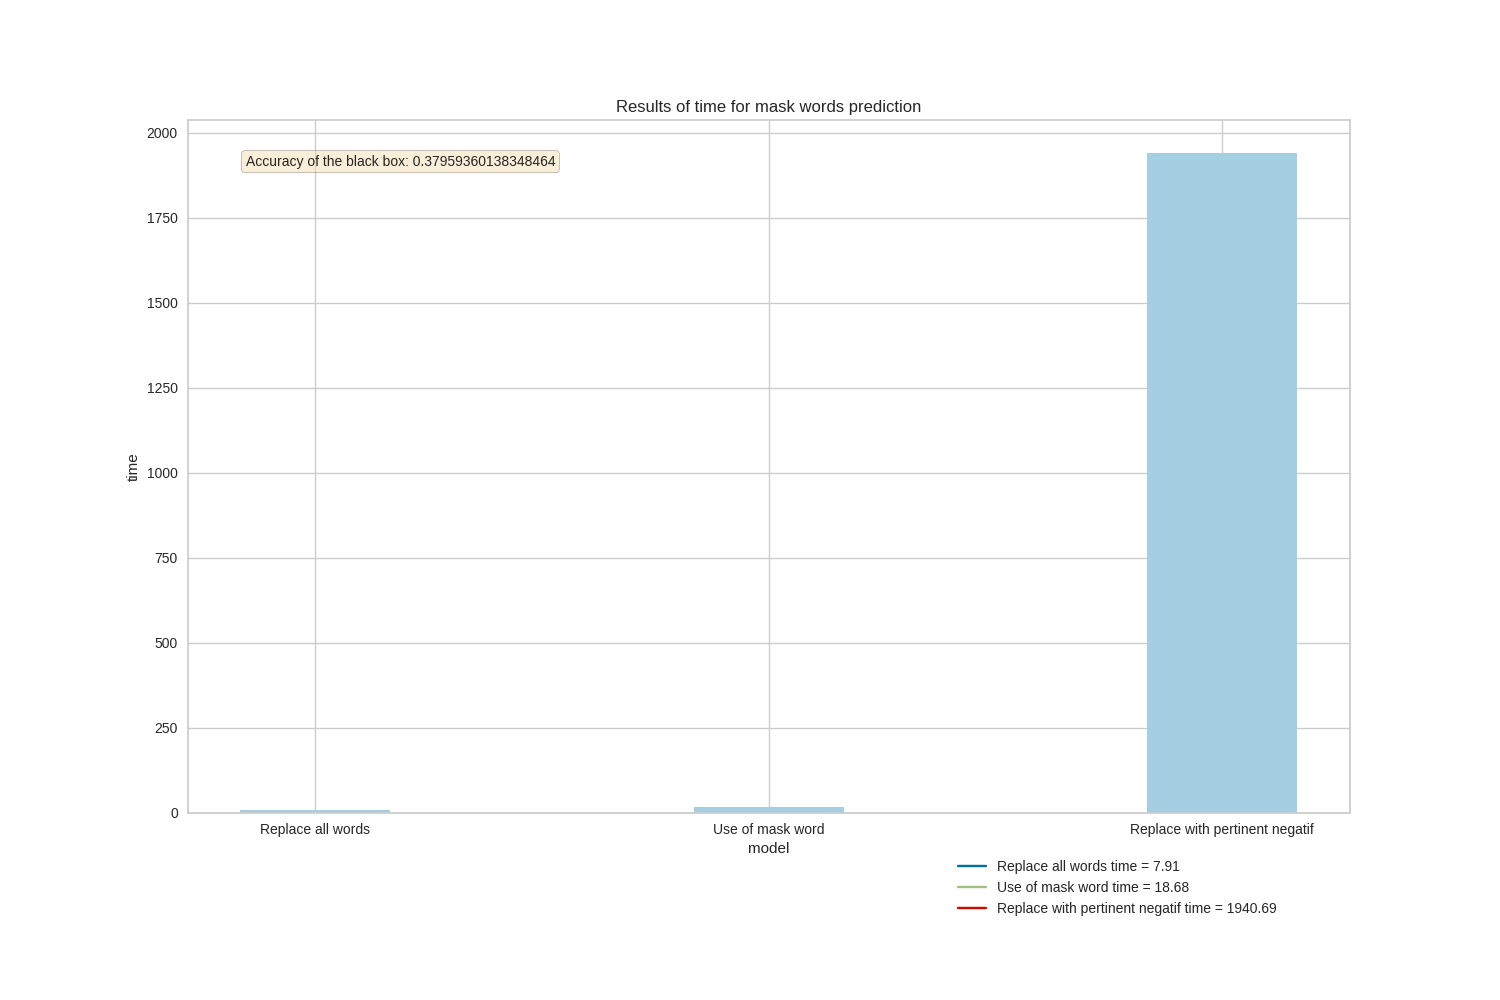 Results of time for mask words prediction
2000
Accuracy of the black box: 0.37959360138348464
1750
1500
1250
1000
time
750
500
250
0
Replace all words
Use of mask word
Replace with pertinent negatif
model
Replace all words time = 7.91
Use of mask word time = 18.68
Replace with pertinent negatif time = 1940.69